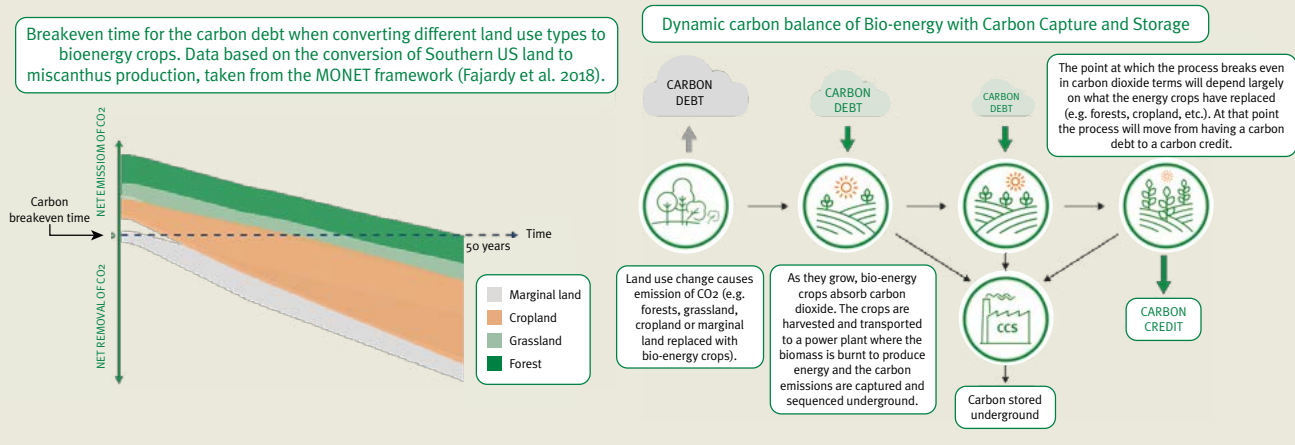 Breakeven time for the carbon debt when converting different land use types to
bioenergy crops. Data based on the conversion of Southern US land to
miscanthus production, taken from the MONET framework (Fajardy et al. 2018).
NET EMISSIOM OF CO2
Carbon
breakeven time
Time
50 years
NET REMOVAL OF CO2
Marginal land
Cropland
Grassland
Forest
Dynamic carbon balance of Bio-energy with Carbon Capture and Storage
CARBON
DEBT
CARBON
DEBT
CARBON
DEBT
The point at which the process breaks even
in carbon dioxide terms will depend largely
on what the energy crops have replaced
(e.g. forests, cropland, etc.). At that point
the process will move from having a carbon
debt to a carbon credit.
Land use change causes
emission of CO2 (e.g.
forests, grassland,
cropland or marginal
land replaced with
bio-energy crops).
As they grow, bio-energy
crops absorb carbon
dioxide. The crops are
harvested and transported
to a power plant where the
biomass is burnt to produce
energy and the carbon
emissions are captured and
sequenced underground.
CCS
Carbon stored
underground
CARBON
CREDIT